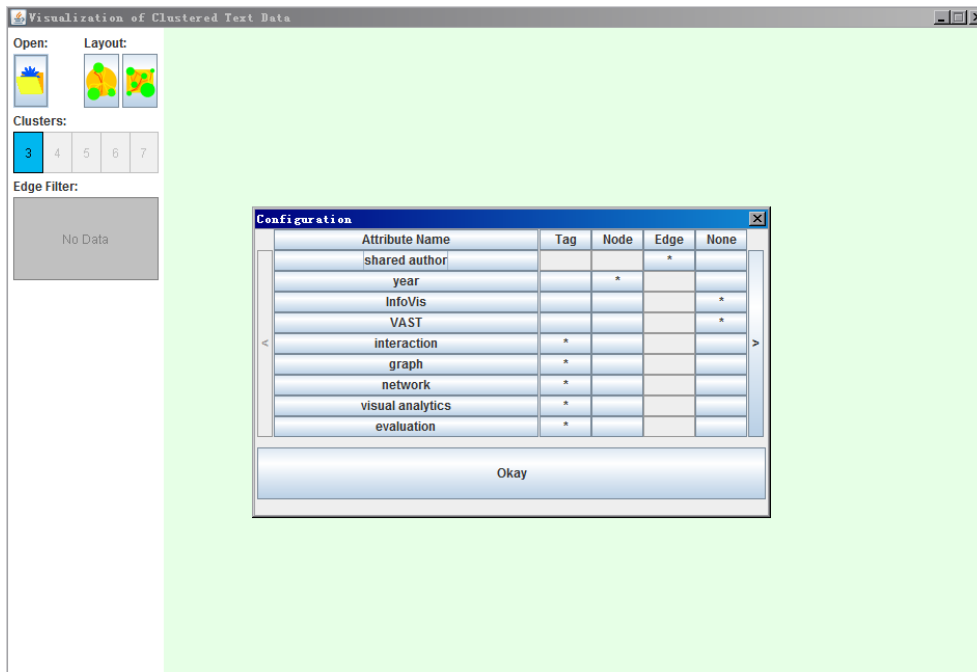 Visualization of Clustered Text Data
Open: Layout:
Clusters:
3 4 5 6 7
Edge Filter:
No Data
Configuration
Attribute Name Tag Node Edge None
shared author *
year *
InfoVis *
VAST *
< interaction * >
graph *
network *
visual analytics *
evaluation *
Okay